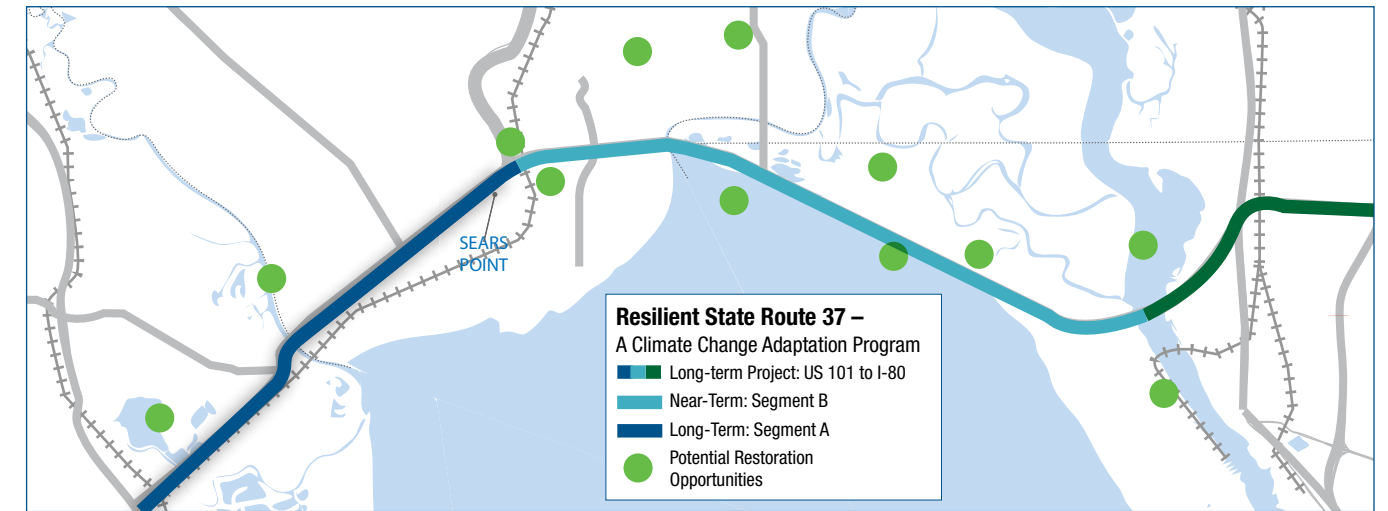 SEARS
POINT
Resilient State Route 37 –
A Climate Change Adaptation Program
Long-term Project: US 101 to I-80
Near-Term: Segment B
Long-Term: Segment A
Potential Restoration
Opportunities